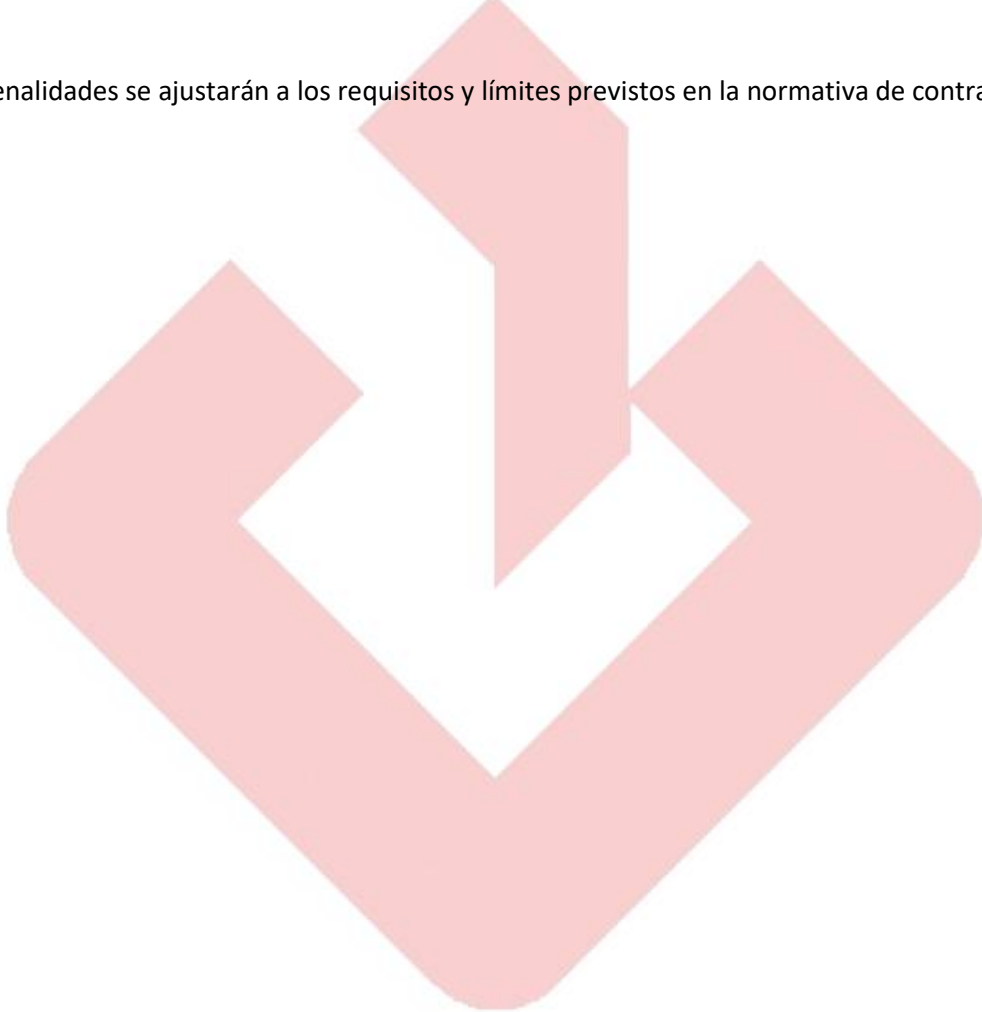 enalidades se ajustarán a los requisitos y límites previstos en la normativa de contra